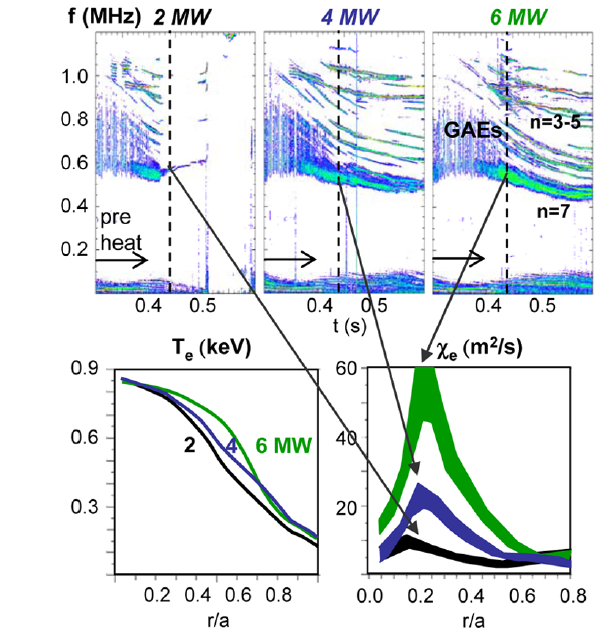 f (MHz) 2 MW 4 MW 6 MW
1.0
0.8
0.6
0.4
0.2
GAEs
n=3-5
n=7
pre
heat
0.4 0.5 0.4 0.5 0.4 0.5
t (s)
Te (keV)
0.9
0.6
0.3
2 4 6 MW
0.2 0.4 0.6 0.8
r/a
χe (m²/s)
60
40
20
0.0 0.2 0.4 0.6 0.8
r/a